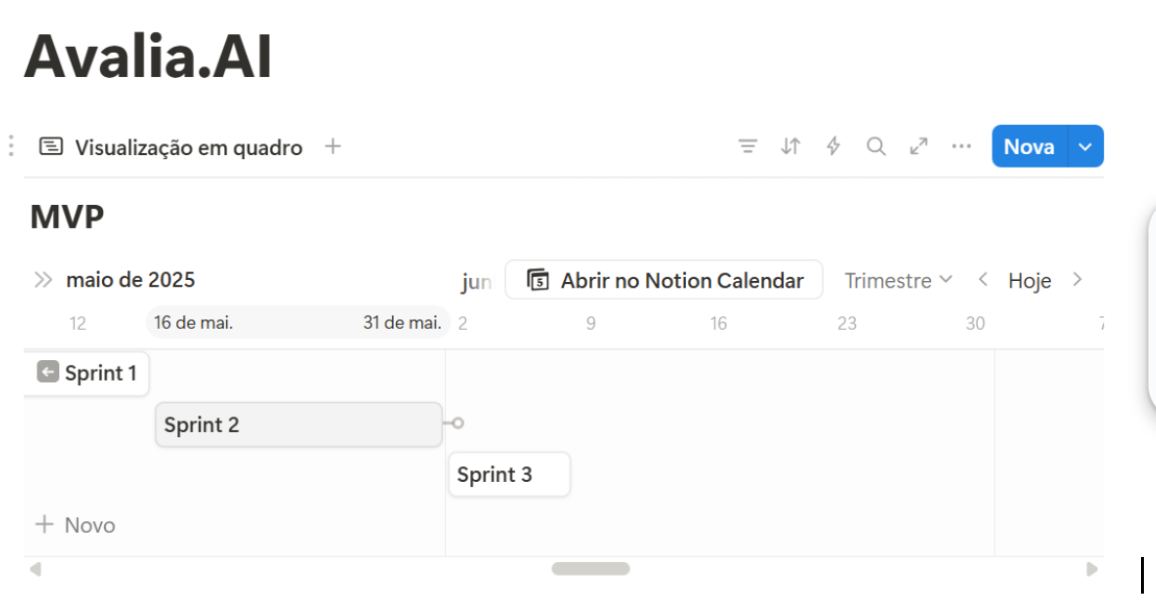 Avalia.AI
Visualização em quadro
Nova
MVP
maio de 2025 jun Abrir no Notion Calendar Trimestre Hoje
12 16 de mai. 31 de mai. 2 9 16 23 30
Sprint 1
Sprint 2
Sprint 3
Novo